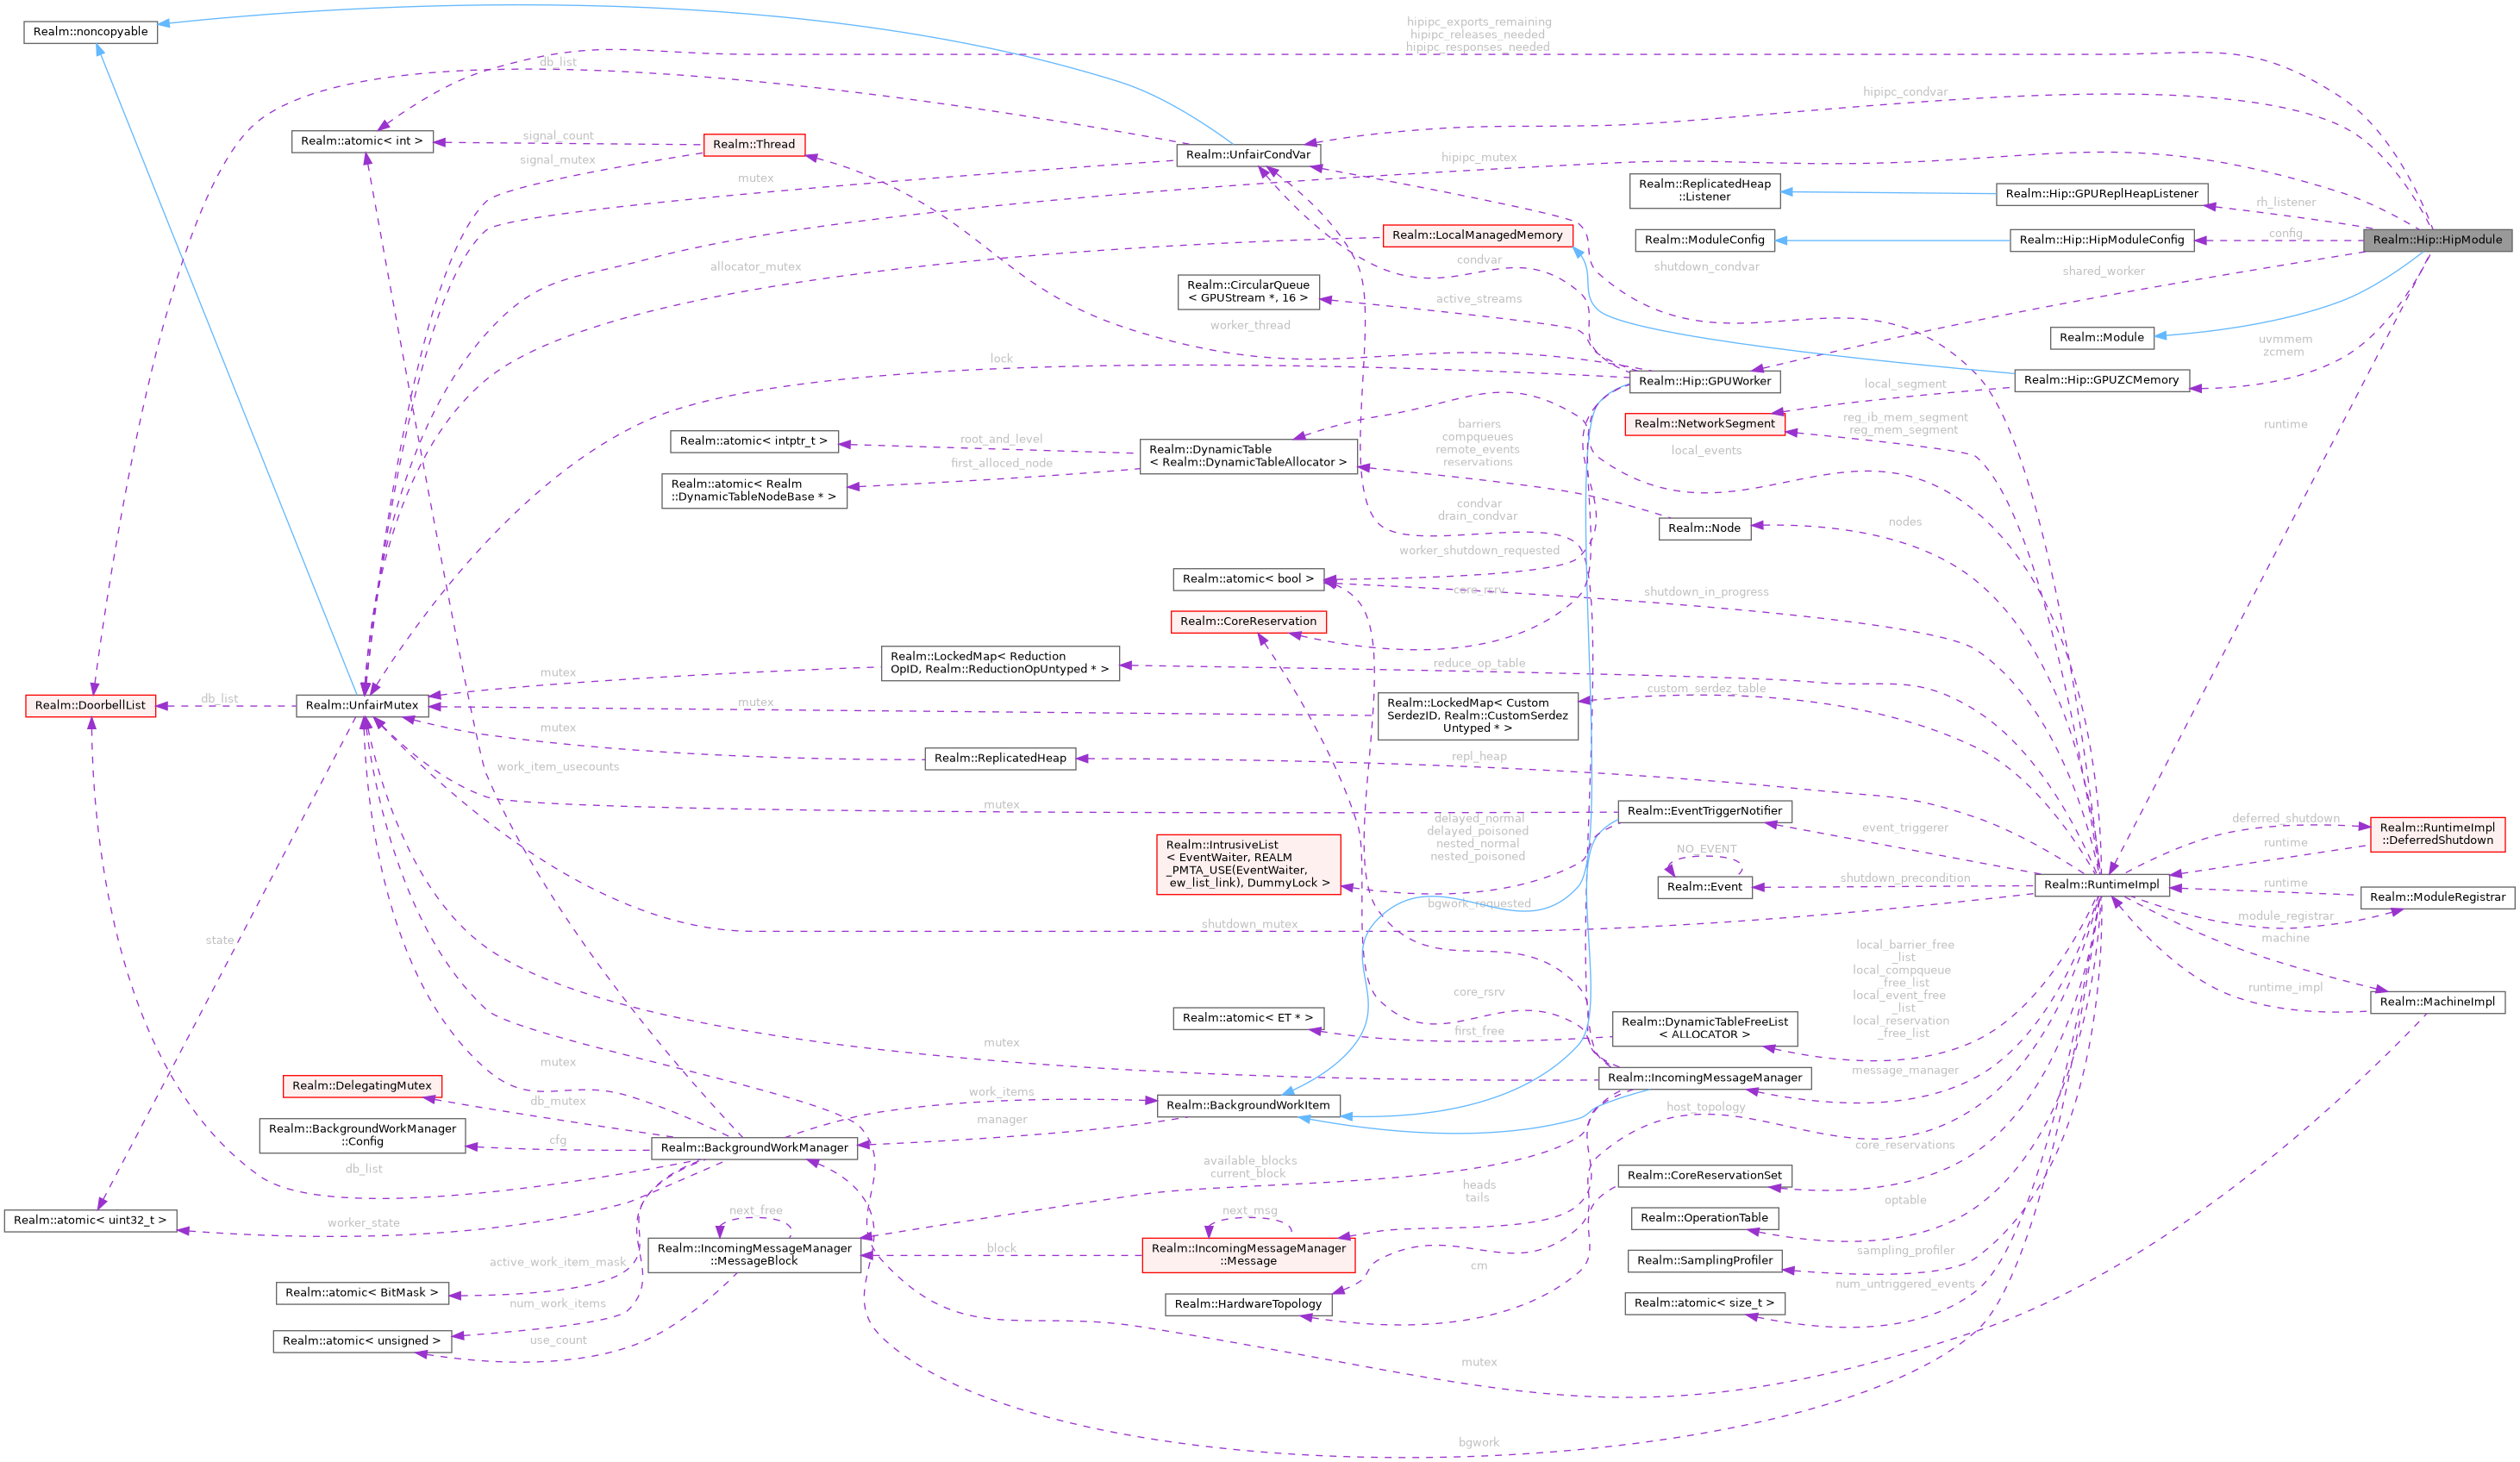 Realm::noncopyable
hipipc_exports_remaining
hipipc_releases_needed
hipipc_responses_needed
db_list
hipipc_condvar
Realm::atomic< int >
signal_count
Realm::Thread
signal_mutex
mutex
Realm::UnfairCondVar
hipipc_mutex
Realm::ReplicatedHeap
::Listener
Realm::Hip::GPUReplHeapListener
rh_listener
Realm::LocalManagedMemory
Realm::ModuleConfig
Realm::Hip::HipModuleConfig
config
Realm::Hip::HipModule
allocator_mutex
condvar
shutdown_condvar
shared_worker
Realm::CircularQueue
< GPUStream *, 16 >
active_streams
worker_thread
Realm::Module
uvmmem
zcmem
lock
Realm::Hip::GPUWorker
Realm::Hip::GPUZCMemory
local_segment
Realm::NetworkSegment
reg_ib_mem_segment
reg_mem_segment
runtime
Realm::atomic< intptr_t >
root_and_level
Realm::DynamicTable
< Realm::DynamicTableAllocator >
barriers
compqueues
remote_events
reservations
local_events
first_alloced_node
Realm::atomic< Realm
::DynamicTableNodeBase * >
condvar
drain_condvar
Realm::Node
nodes
worker_shutdown_requested
Realm::atomic< bool >
core_rsrv
shutdown_in_progress
Realm::CoreReservation
Realm::LockedMap< Reduction
OpID, Realm::ReductionOpUntyped * >
mutex
reduce_op_table
Realm::DoorbellList
db_list
Realm::UnfairMutex
mutex
Realm::LockedMap< Custom
SerdezID, Realm::CustomSerdez
Untyped * >
custom_serdez_table
mutex
Realm::ReplicatedHeap
repl_heap
work_item_usecounts
mutex
Realm::EventTriggerNotifier
event_triggerer
deferred_shutdown
Realm::RuntimeImpl
::DeferredShutdown
runtime
delayed_normal
delayed_poisoned
nested_normal
nested_poisoned
Realm::IntrusiveList
< EventWaiter, REALM
_PMTA_USE(EventWaiter,
ew_list_link), DummyLock >
NO_EVENT
Realm::Event
shutdown_precondition
Realm::RuntimeImpl
runtime
Realm::ModuleRegistrar
module_registrar
bgwork_requested
shutdown_mutex
state
machine
local_barrier_free
_list
local_compqueue
_free_list
local_event_free
_list
local_reservation
_free_list
runtime_impl
Realm::MachineImpl
core_rsrv
Realm::atomic< ET * >
first_free
Realm::DynamicTableFreeList
< ALLOCATOR >
mutex
mutex
message_manager
Realm::IncomingMessageManager
Realm::DelegatingMutex
db_mutex
work_items
Realm::BackgroundWorkItem
host_topology
manager
Realm::BackgroundWorkManager
::Config
cfg
Realm::BackgroundWorkManager
core_reservations
db_list
available_blocks
current_block
Realm::CoreReservationSet
heads
tails
optable
Realm::atomic< uint32_t >
worker_state
next_free
next_msg
Realm::OperationTable
Realm::IncomingMessageManager
::MessageBlock
block
Realm::IncomingMessageManager
::Message
sampling_profiler
Realm::SamplingProfiler
active_work_item_mask
cm
num_untriggered_events
Realm::atomic< BitMask >
num_work_items
Realm::HardwareTopology
Realm::atomic< size_t >
Realm::atomic< unsigned >
use_count
mutex
bgwork